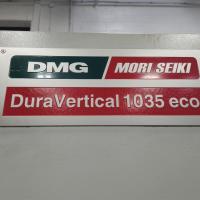 ®
DMG MORI SEIKI
DuraVertical 1035 eco